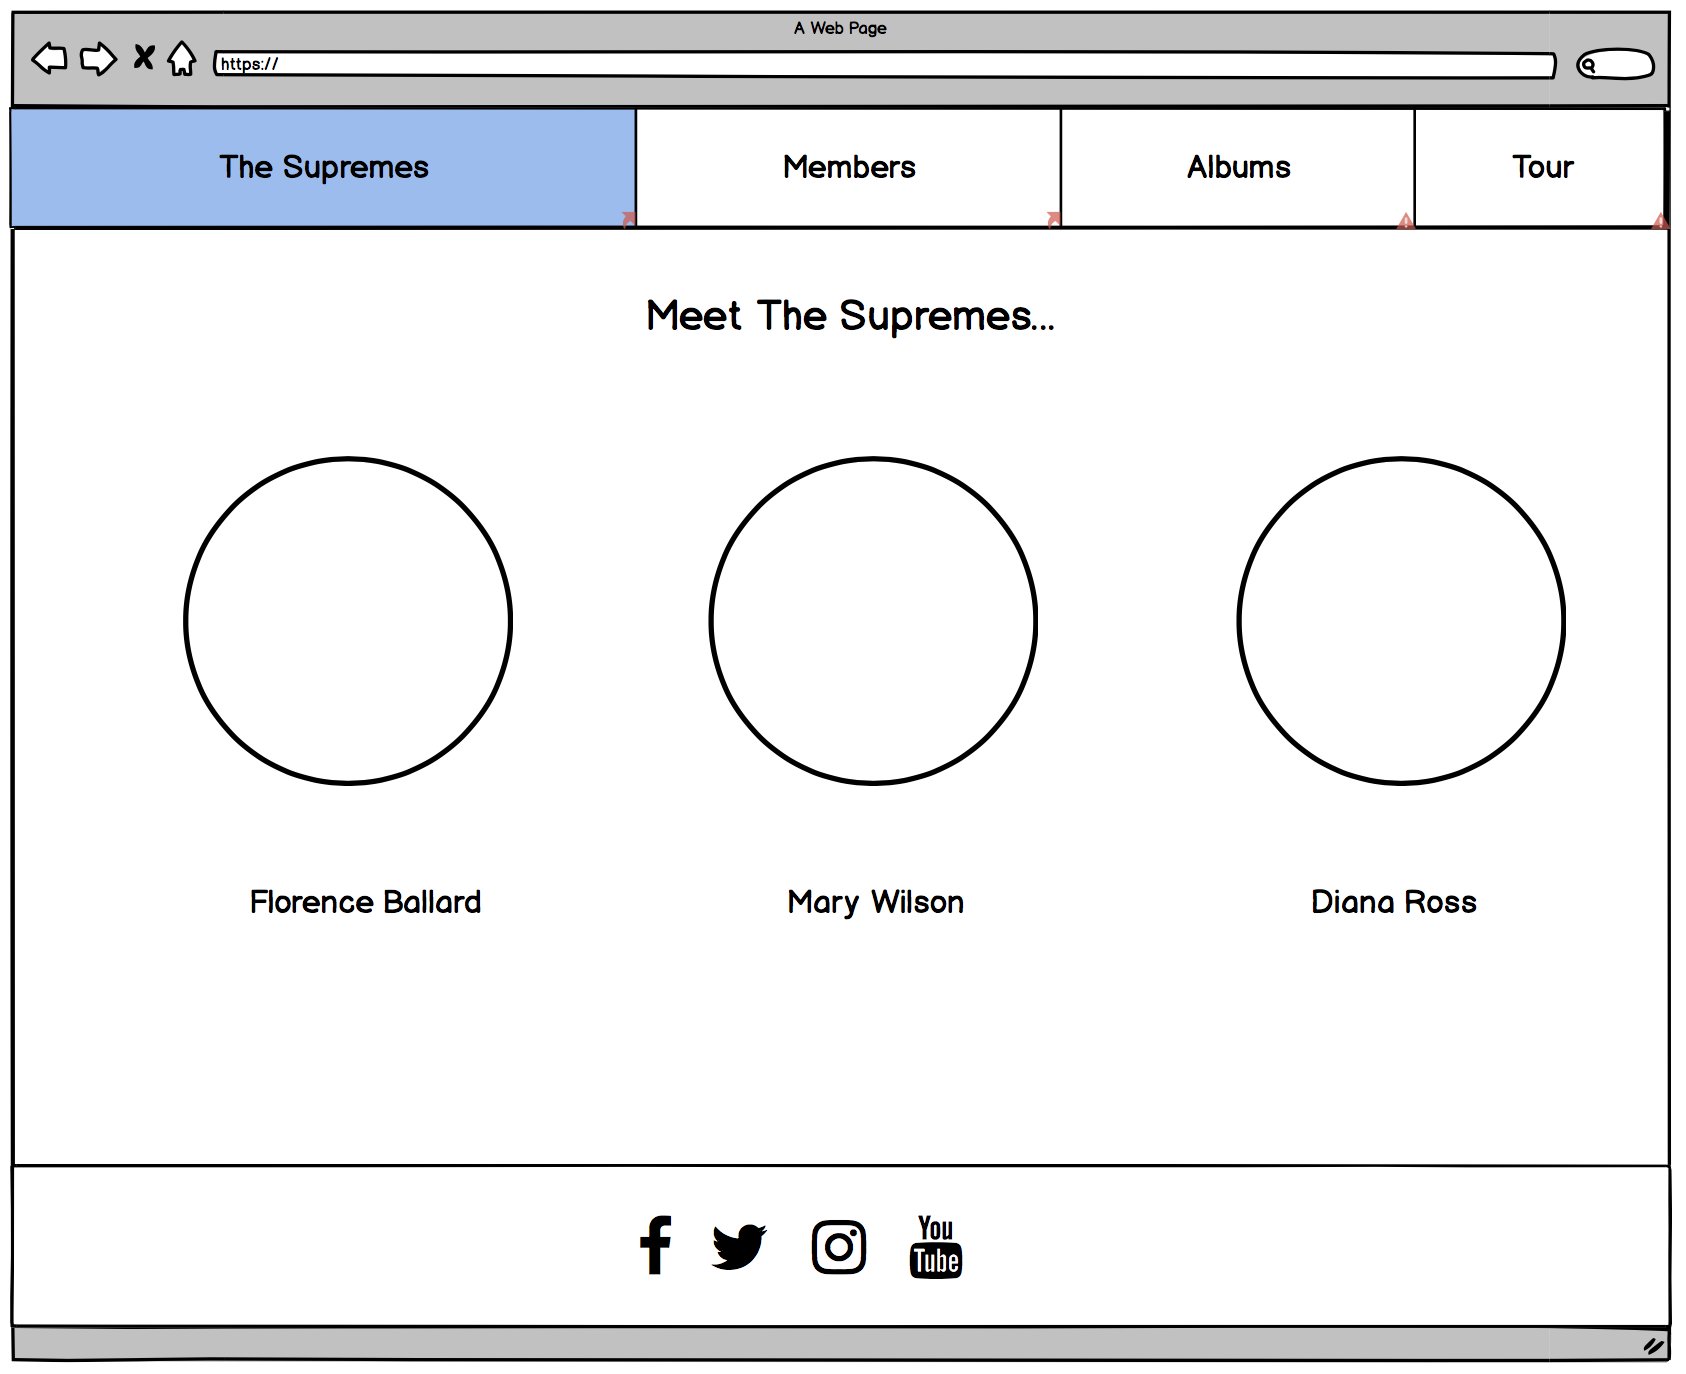 A Web Page
https://
The Supremes Members Albums Tour
Meet The Supremes...
Florence Ballard Mary Wilson Diana Ross
You
Tube